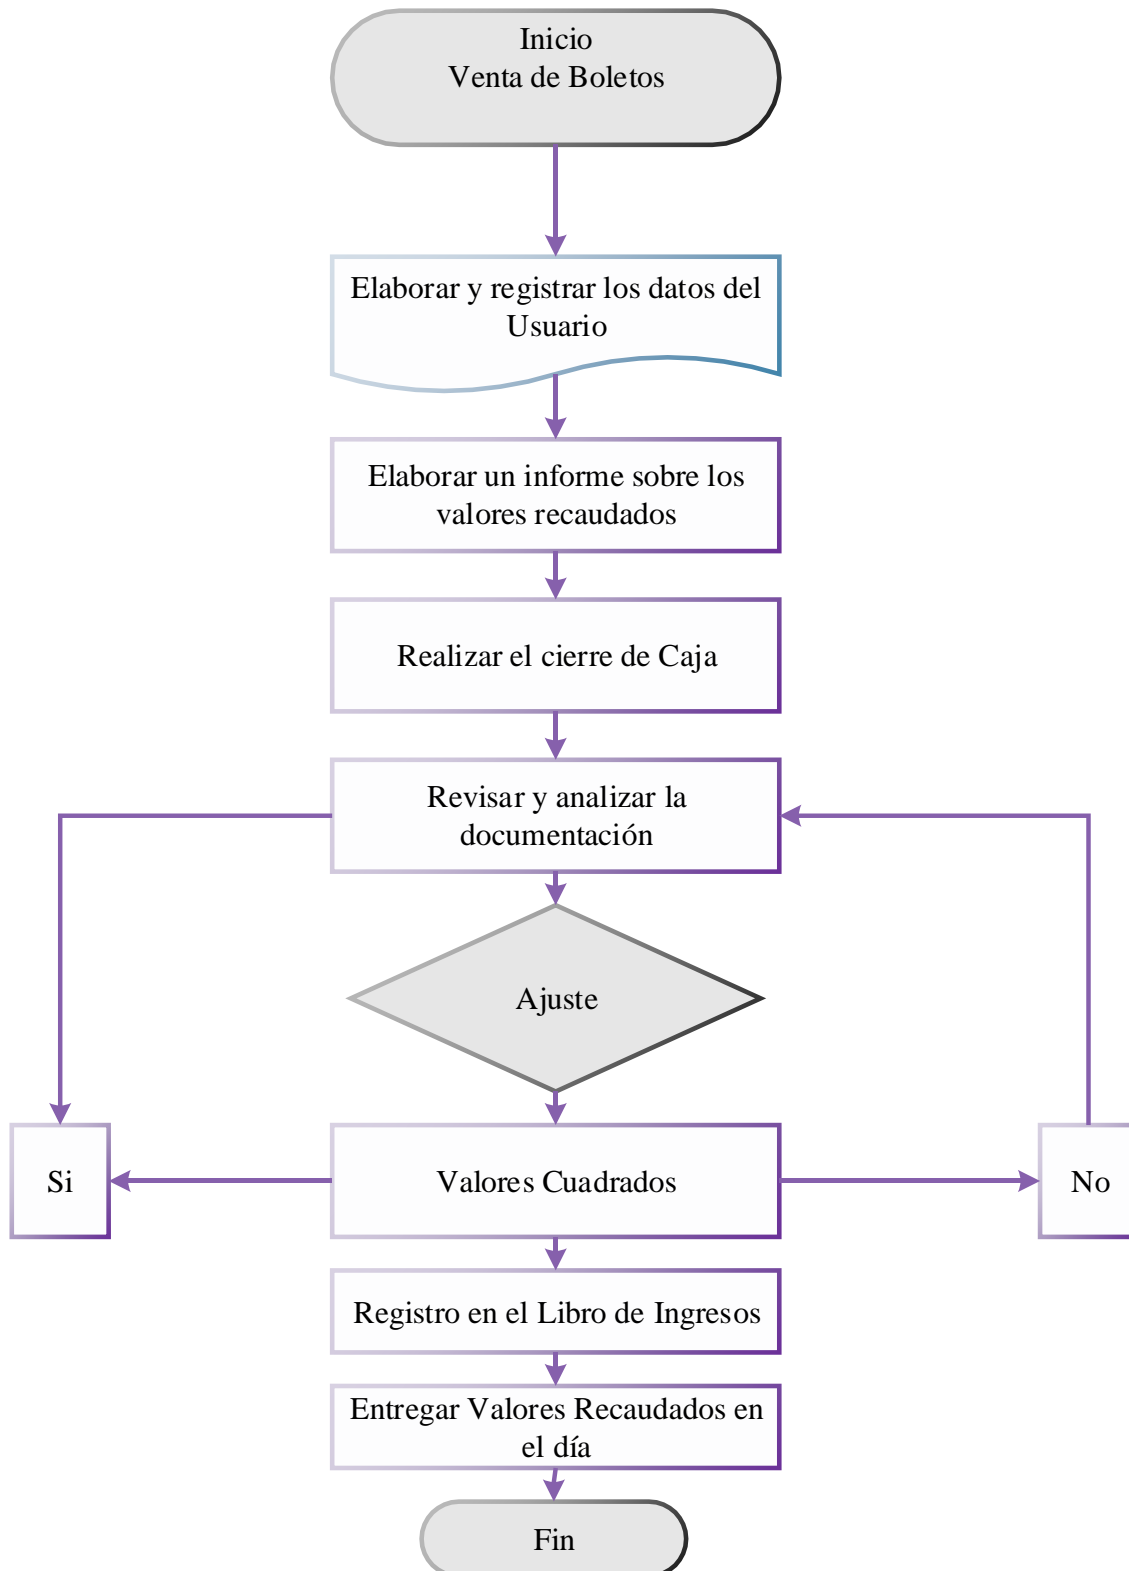 Inicio
Venta de Boletos
Elaborar y registrar los datos del
Usuario
Elaborar un informe sobre los
valores recaudados
Realizar el cierre de Caja
Revisar y analizar la
documentación
Ajuste
Si
Valores Cuadrados
No
Registro en el Libro de Ingresos
Entregar Valores Recaudados en
el día
Fin